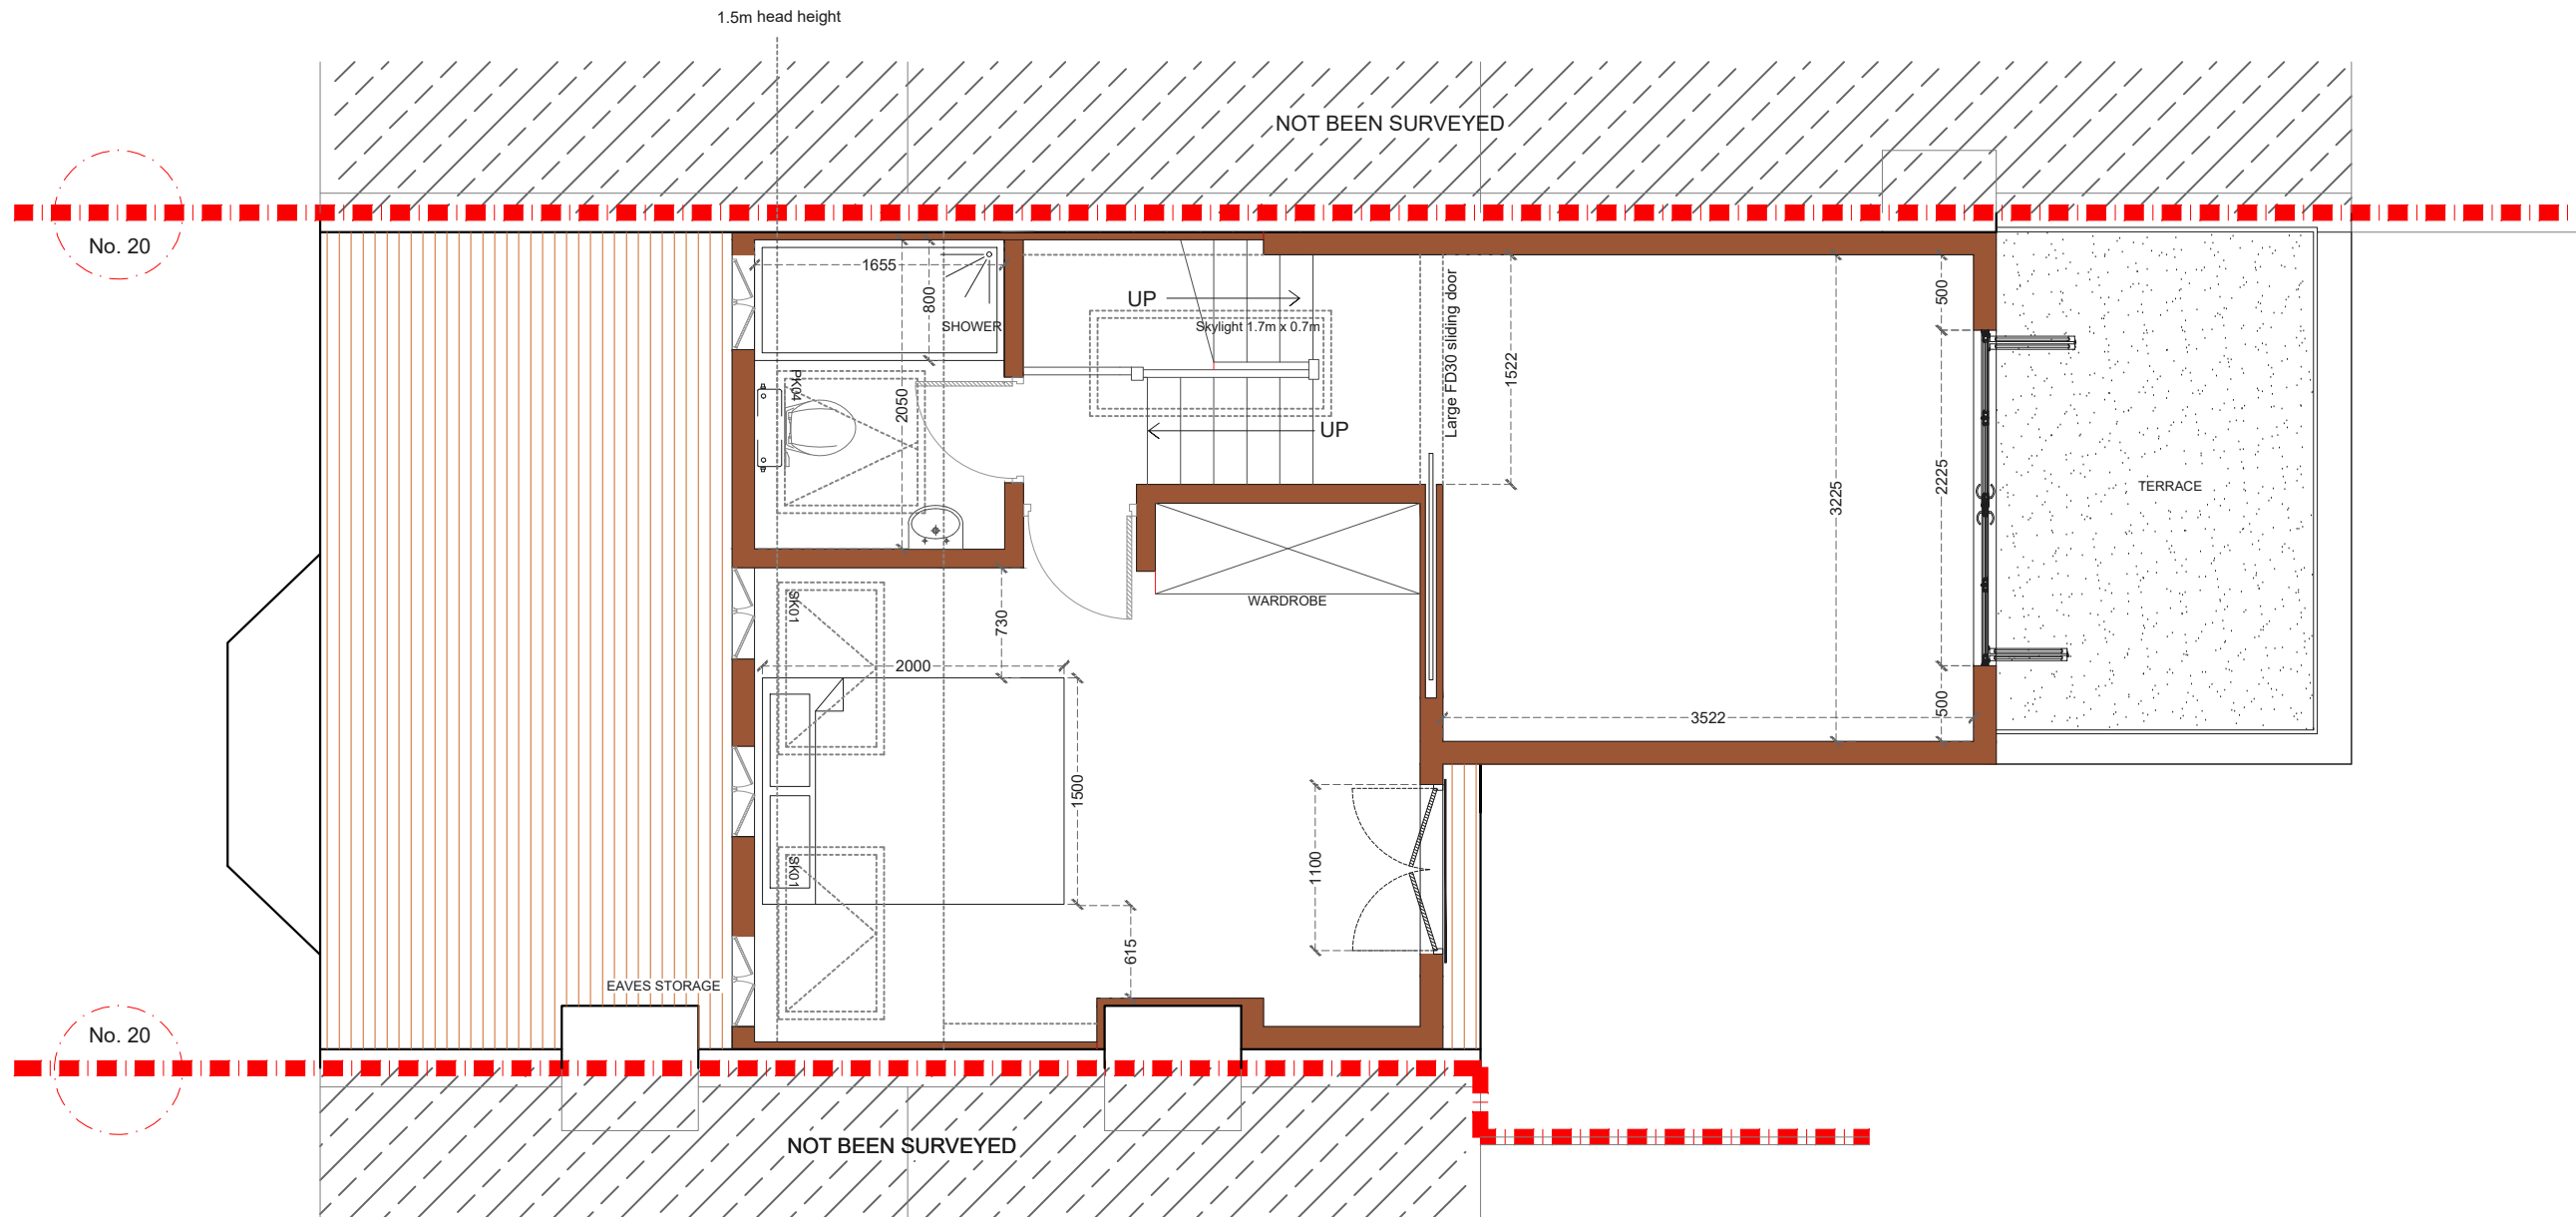 1.5m head height
NOT BEEN SURVEYED
No. 20
1655
800
SHOWER
UP
Skylight 1.7m x 0.7m
Large FD30 sliding door
500
1522
PK04
2050
UP
2225
3225
TERRACE
SK01
730
WARDROBE
2000
500
3522
1500
SK01
1100
615
EAVES STORAGE
No. 20
NOT BEEN SURVEYED